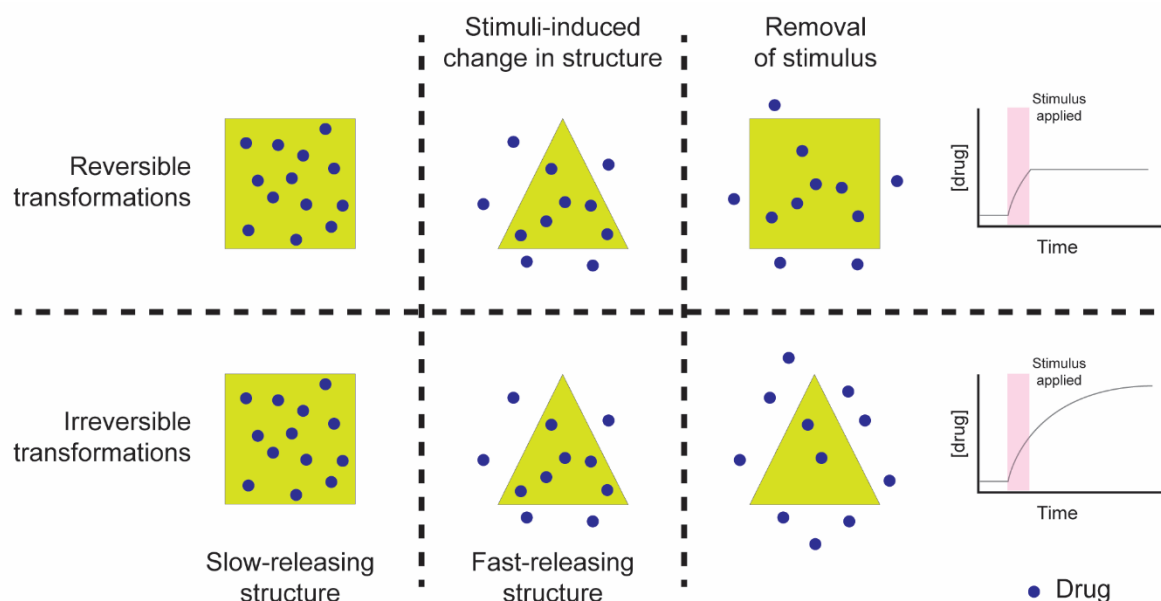 Stimuli-induced
change in structure
Removal
of stimulus
Reversible
transformations
Stimulus
applied
[drug]
Time
Irreversible
transformations
Stimulus
applied
[drug]
Time
Slow-releasing
structure
Fast-releasing
structure
Drug